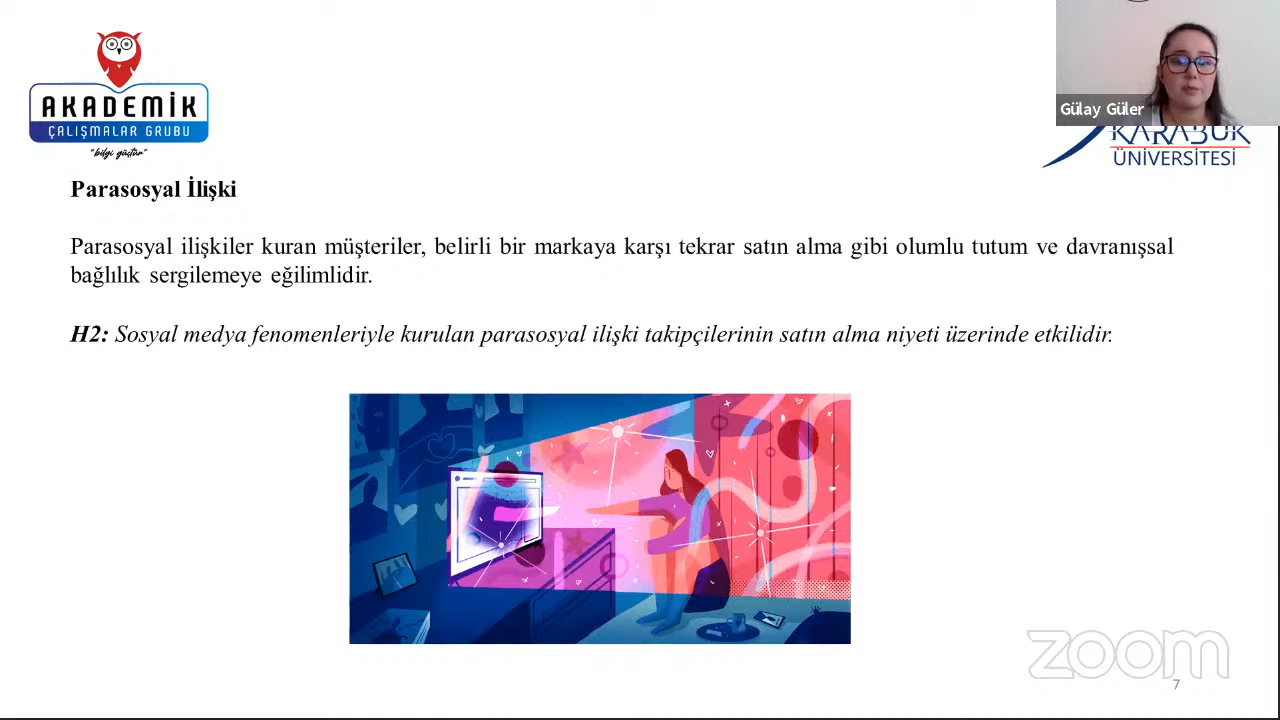 AKADEMİK
ÇALIŞMALAR GRUBU
"bilgi güçtür"
Gülay Güler
KARABÜK
ÜNİVERSİTESİ
Parasosyal İlişki
Parasosyal ilişkiler kuran müşteriler, belirli bir markaya karşı tekrar satın alma gibi olumlu tutum ve davranışsal
bağlılık sergilemeye eğilimlidir.
H2: Sosyal medya fenomenleriyle kurulan parasosyal ilişki takipçilerinin satın alma niyeti üzerinde etkilidir.
zoom
7